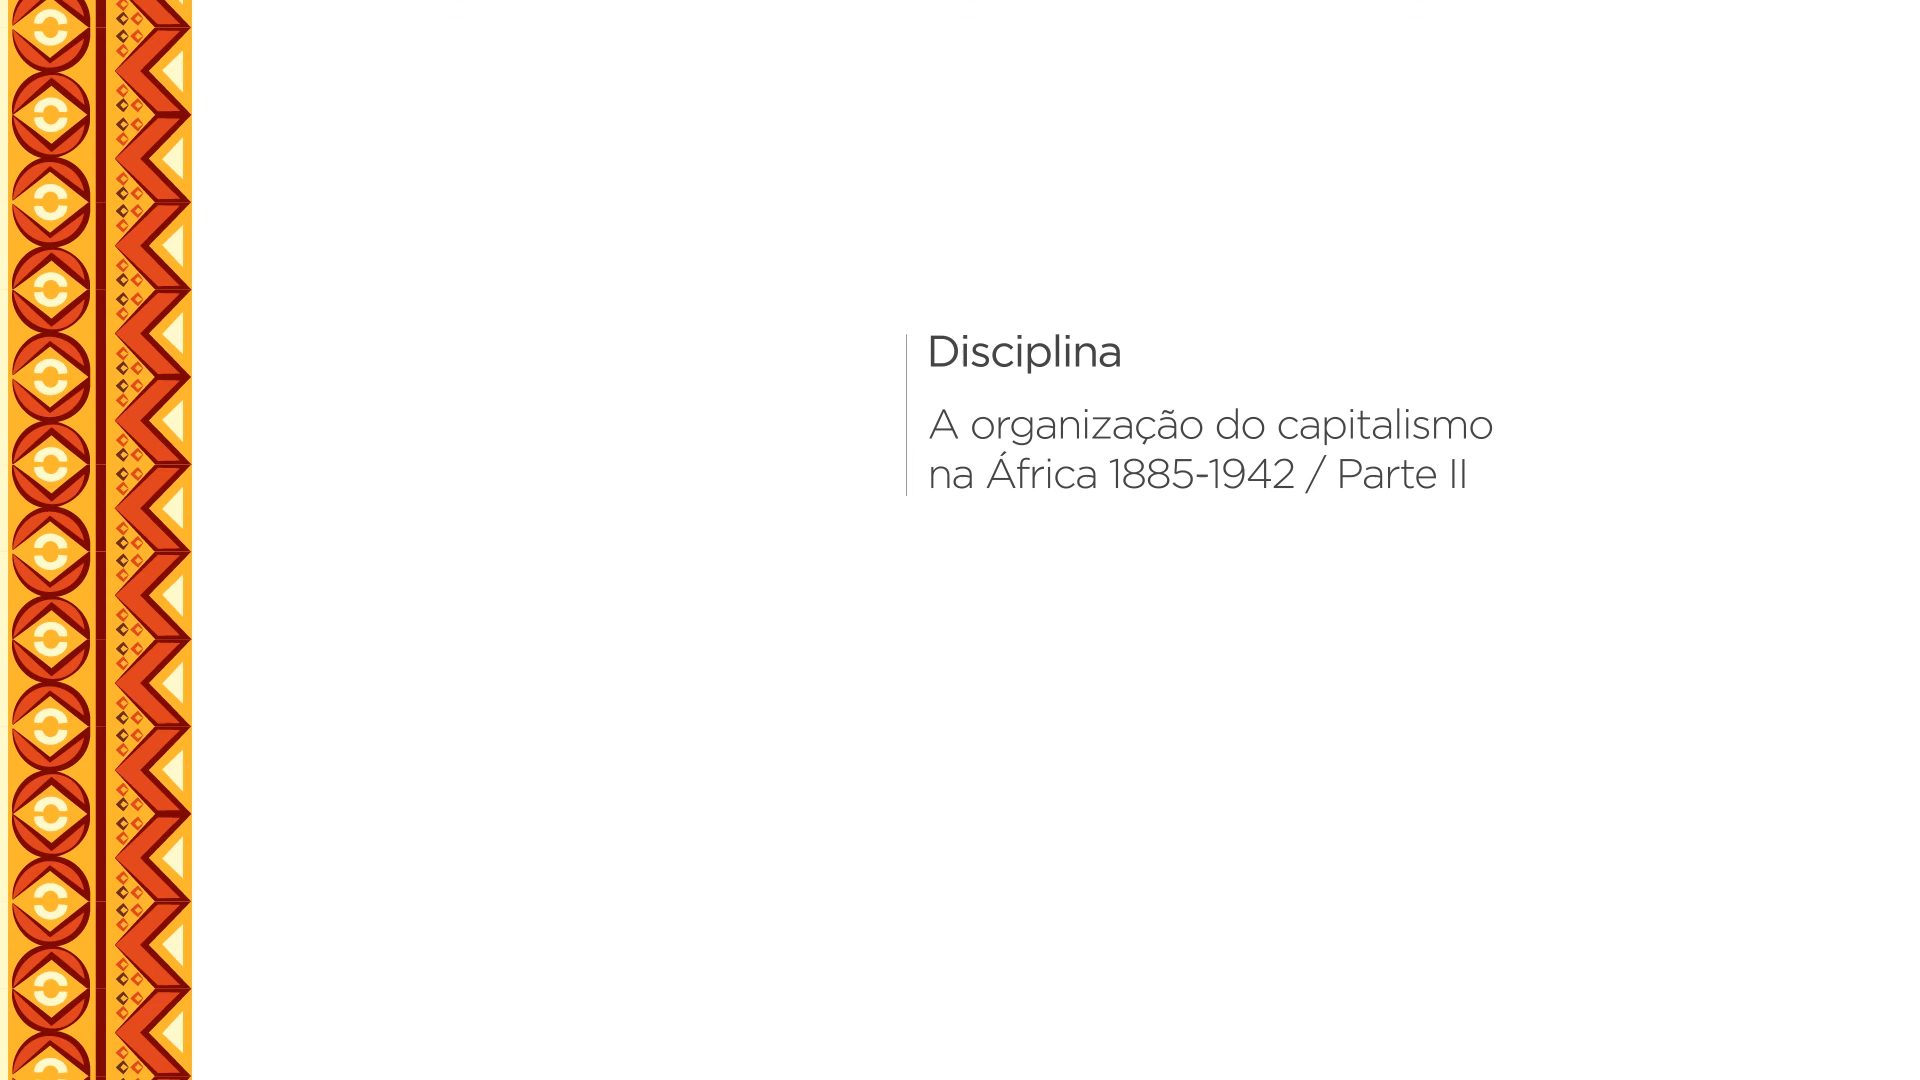 Disciplina
A organização do capitalismo
na África 1885-1942 / Parte II